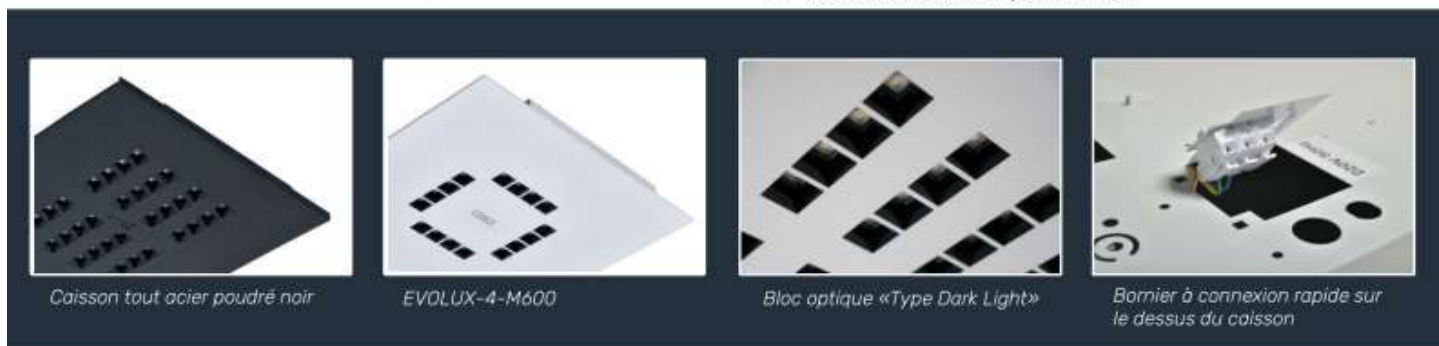 Caisson tout acier poudré noir
EVOLUX-4-M600
Bloc optique «Type Dark Light»
Bornier à connexion rapide sur
le dessus du caisson